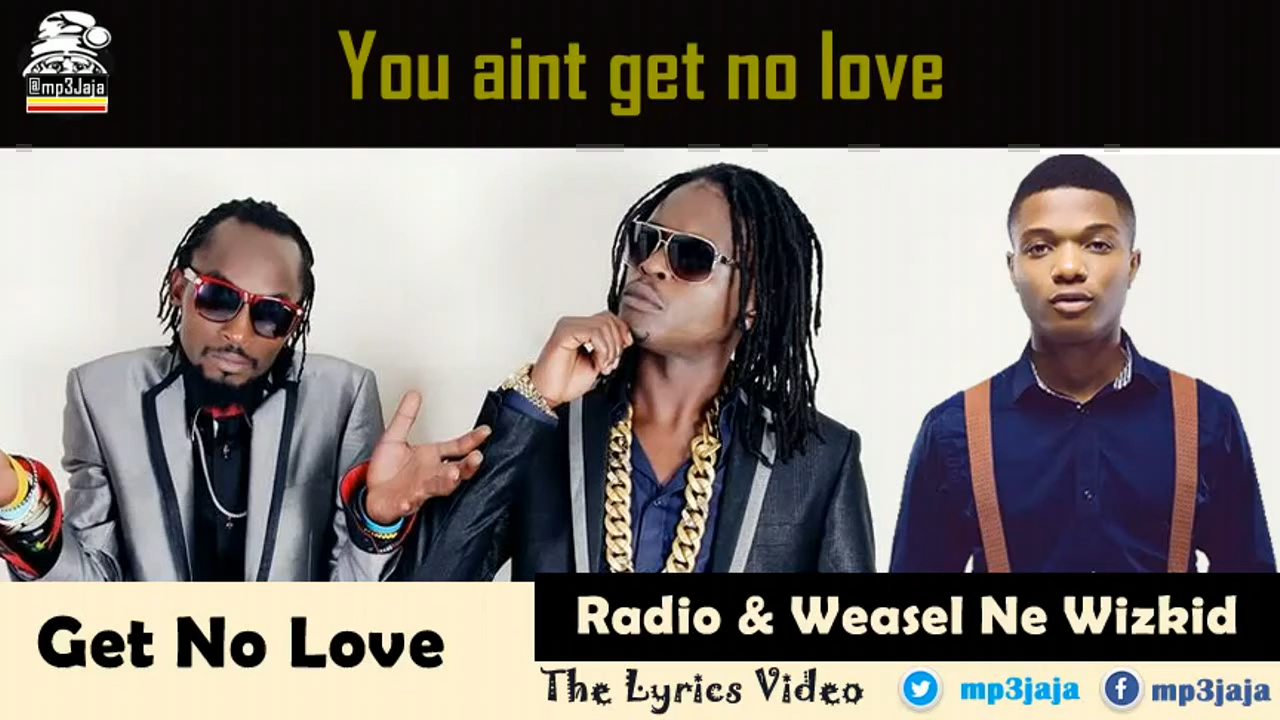 @mp3Jaja
You aint get no love
Get No Love
Radio & Weasel Ne Wizkid
The Lyrics Video
mp3jaja
mp3jaja